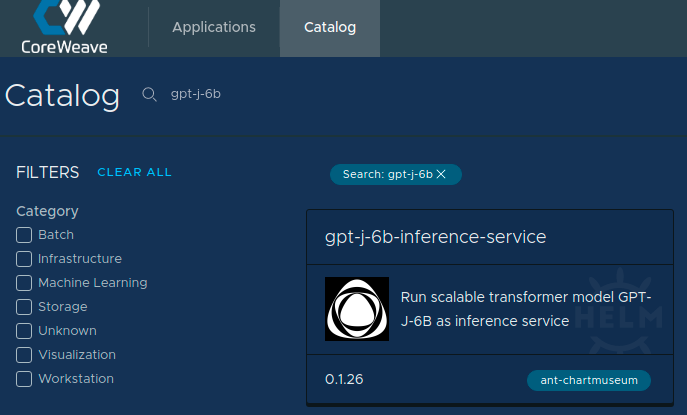 CoreWeave
Applications
Catalog
Catalog
gpt-j-6b
FILTERS
CLEAR ALL
Search: gpt-j-6b
Category
Batch
Infrastructure
Machine Learning
Storage
Unknown
Visualization
Workstation
gpt-j-6b-inference-service
Run scalable transformer model GPT-
J-6B as inference service
HELM
0.1.26
ant-chartmuseum